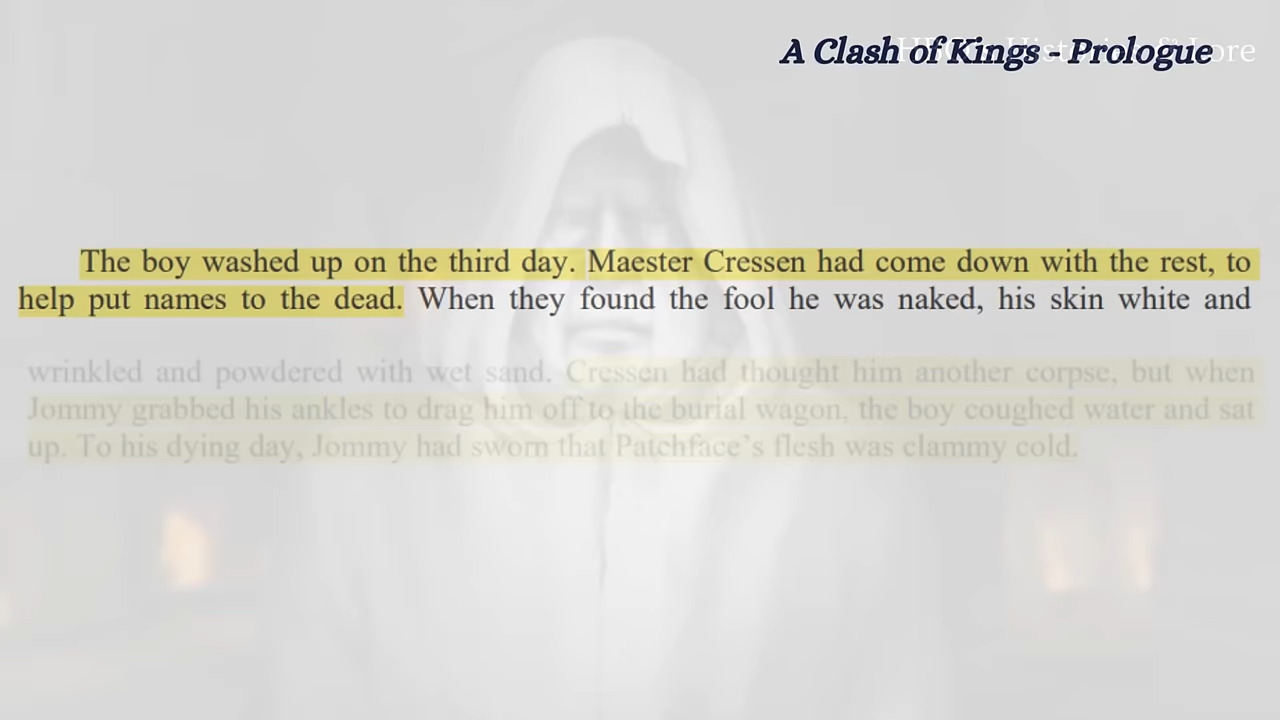 A Clash of Kings - Prologue
The boy washed up on the third day. Maester Cressen had come down with the rest, to
help put names to the dead. When they found the fool he was naked, his skin white and
wrinkled and powdered with wet sand. Cressen had thought him another corpse, but when
Jommy grabbed his ankles to drag him off to the burial wagon, the boy coughed water and sat
up. To his dying day, Jommy had sworn that Patchface's flesh was clammy cold.